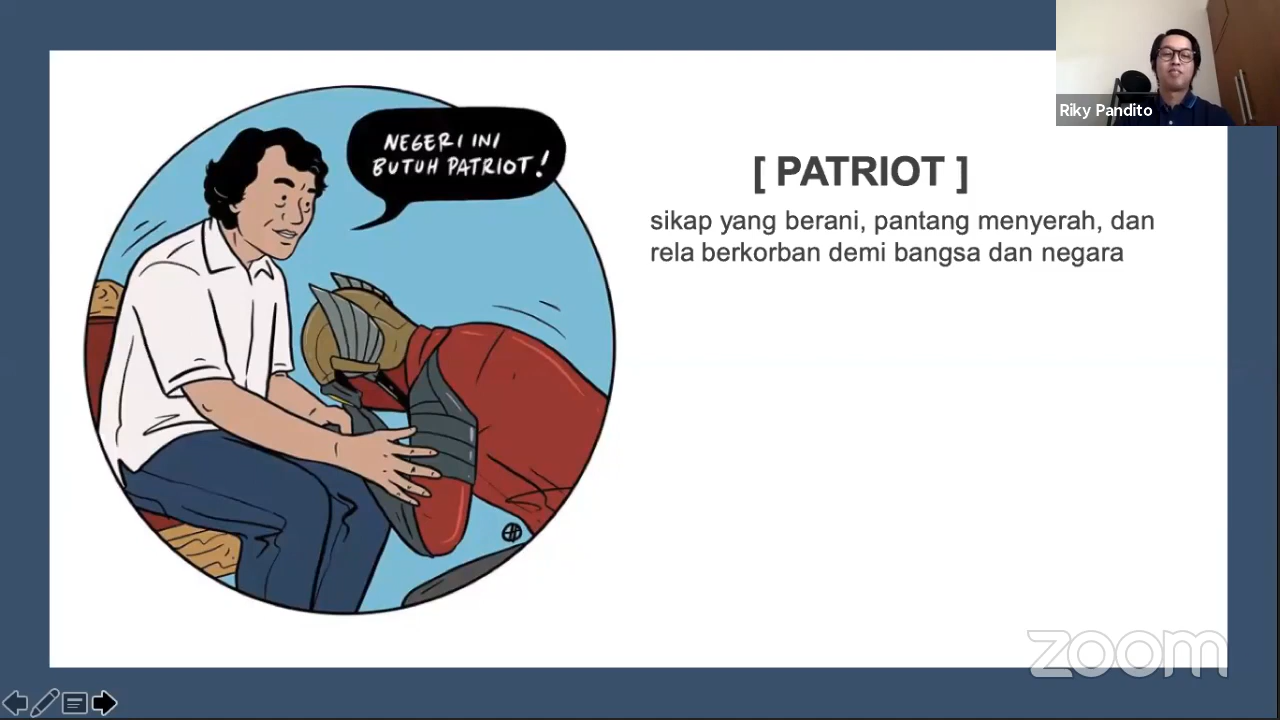 NEGERI INI
BUTUH PATRIOT!
[ PATRIOT ]
sikap yang berani, pantang menyerah, dan
rela berkorban demi bangsa dan negara
Riky Pandito
zoom